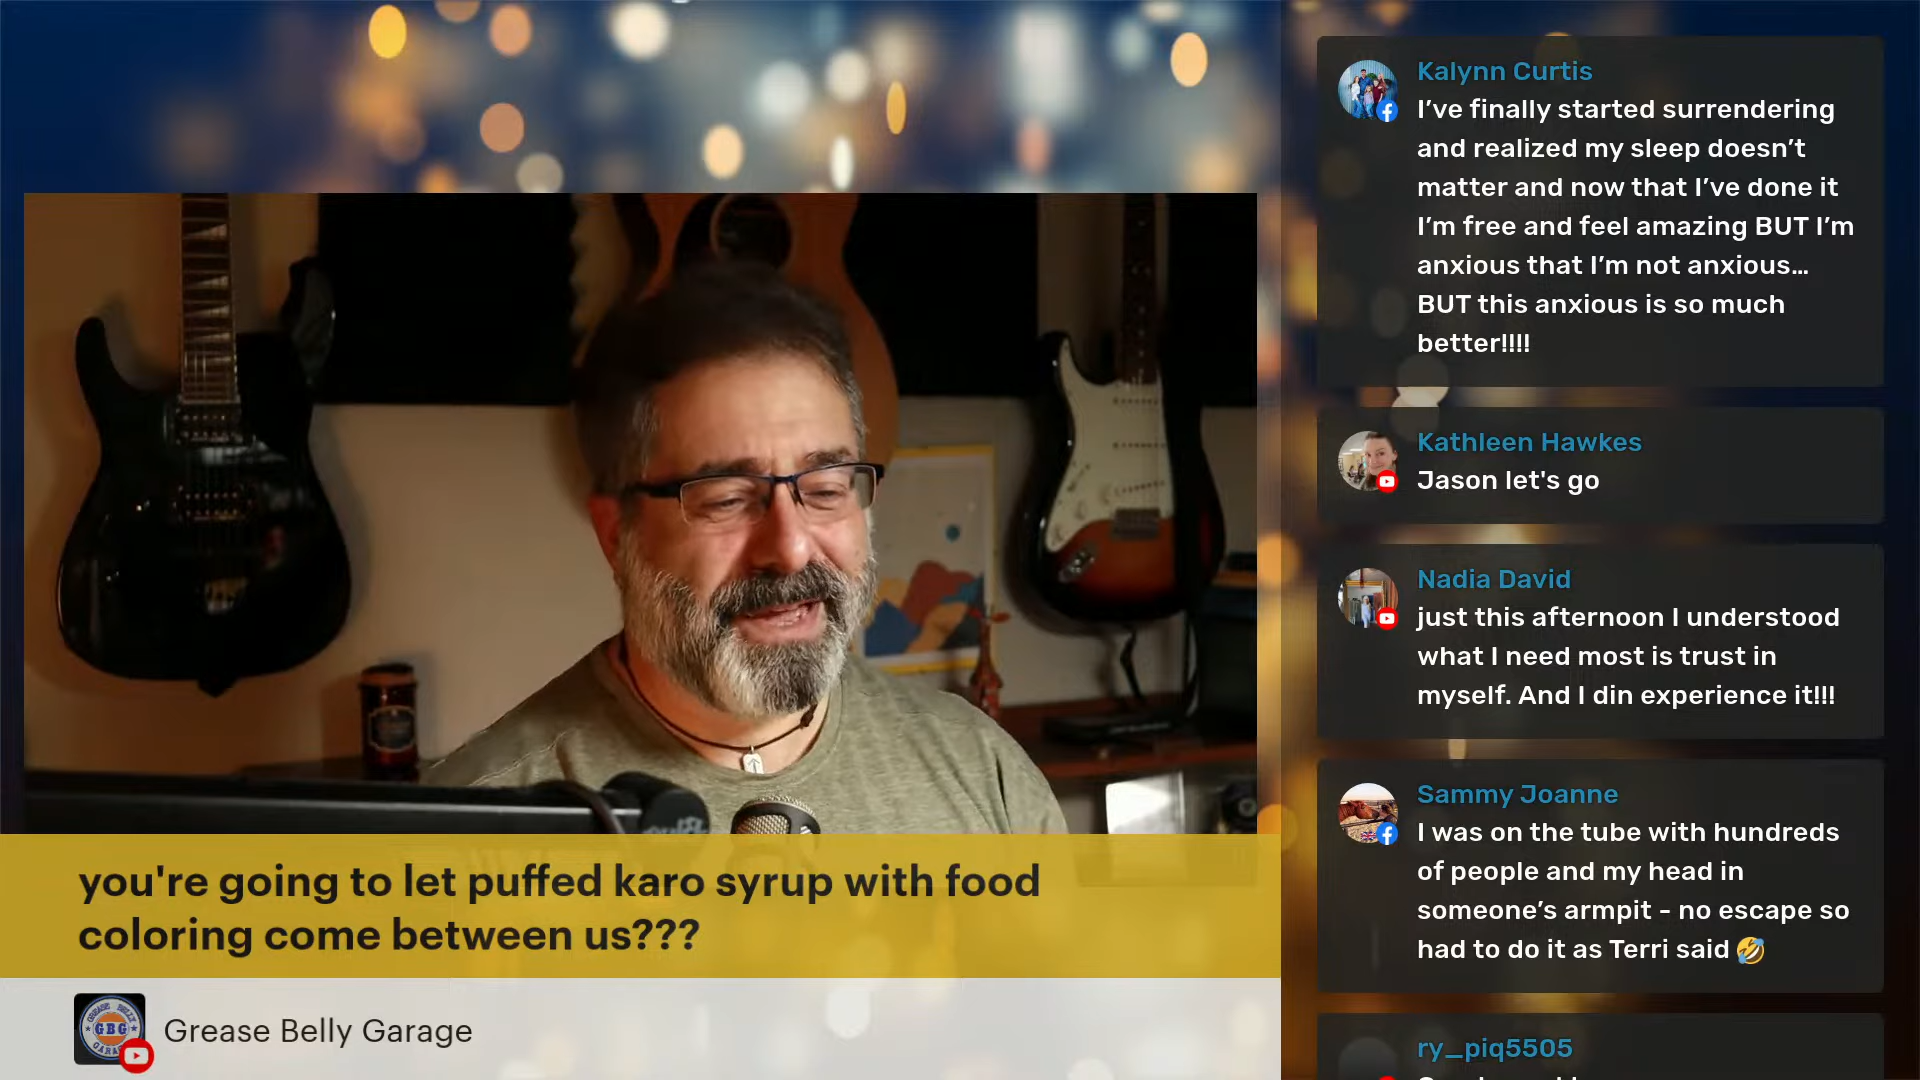 Kalynn Curtis
I’ve finally started surrendering
and realized my sleep doesn’t
matter and now that I’ve done it
I’m free and feel amazing BUT I’m
anxious that I’m not anxious…
BUT this anxious is so much
better!!!!
Kathleen Hawkes
Jason let's go
Nadia David
just this afternoon I understood
what I need most is trust in
myself. And I din experience it!!!
Sammy Joanne
I was on the tube with hundreds
of people and my head in
someone’s armpit - no escape so
had to do it as Terri said 🤣
ry_piq5505
you're going to let puffed karo syrup with food
coloring come between us???
GREASE BELLY
GBG
GARAGE
Grease Belly Garage